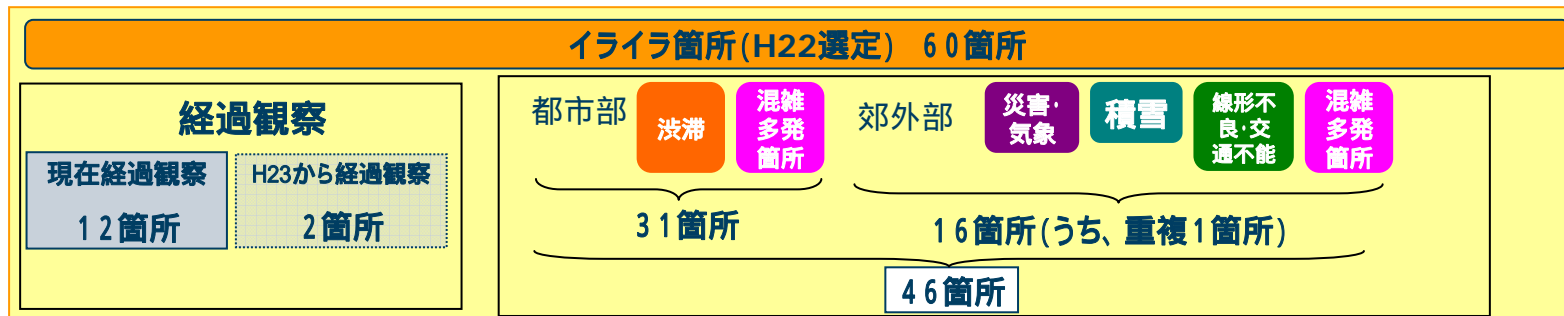 イライラ箇所(H22選定) 60箇所
経過観察
現在経過観察
12箇所
H23から経過観察
2箇所
都市部
渋滞
混雑
多発
箇所
31箇所
郊外部
災害・
気象
積雪
線形不
良・交
通不能
混雑
多発
箇所
16箇所(うち、重複1箇所)
46箇所